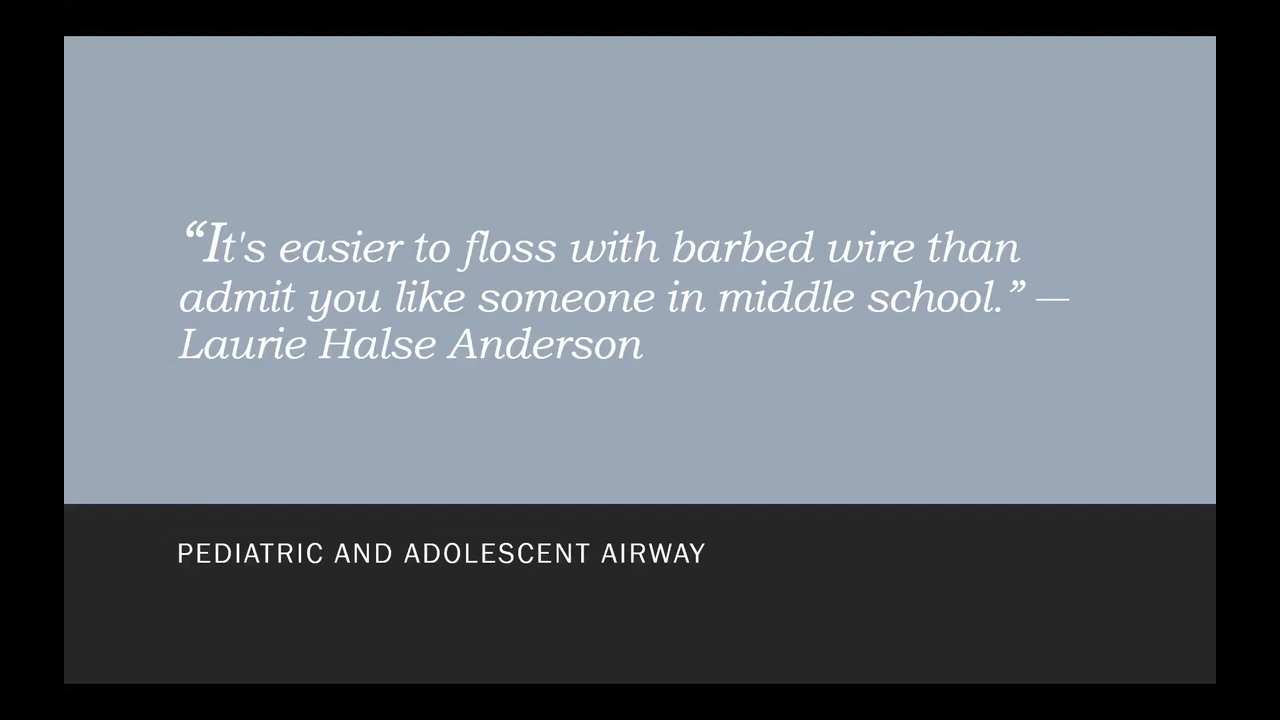 “It's easier to floss with barbed wire than
admit you like someone in middle school.” —
Laurie Halse Anderson
PEDIATRIC AND ADOLESCENT AIRWAY